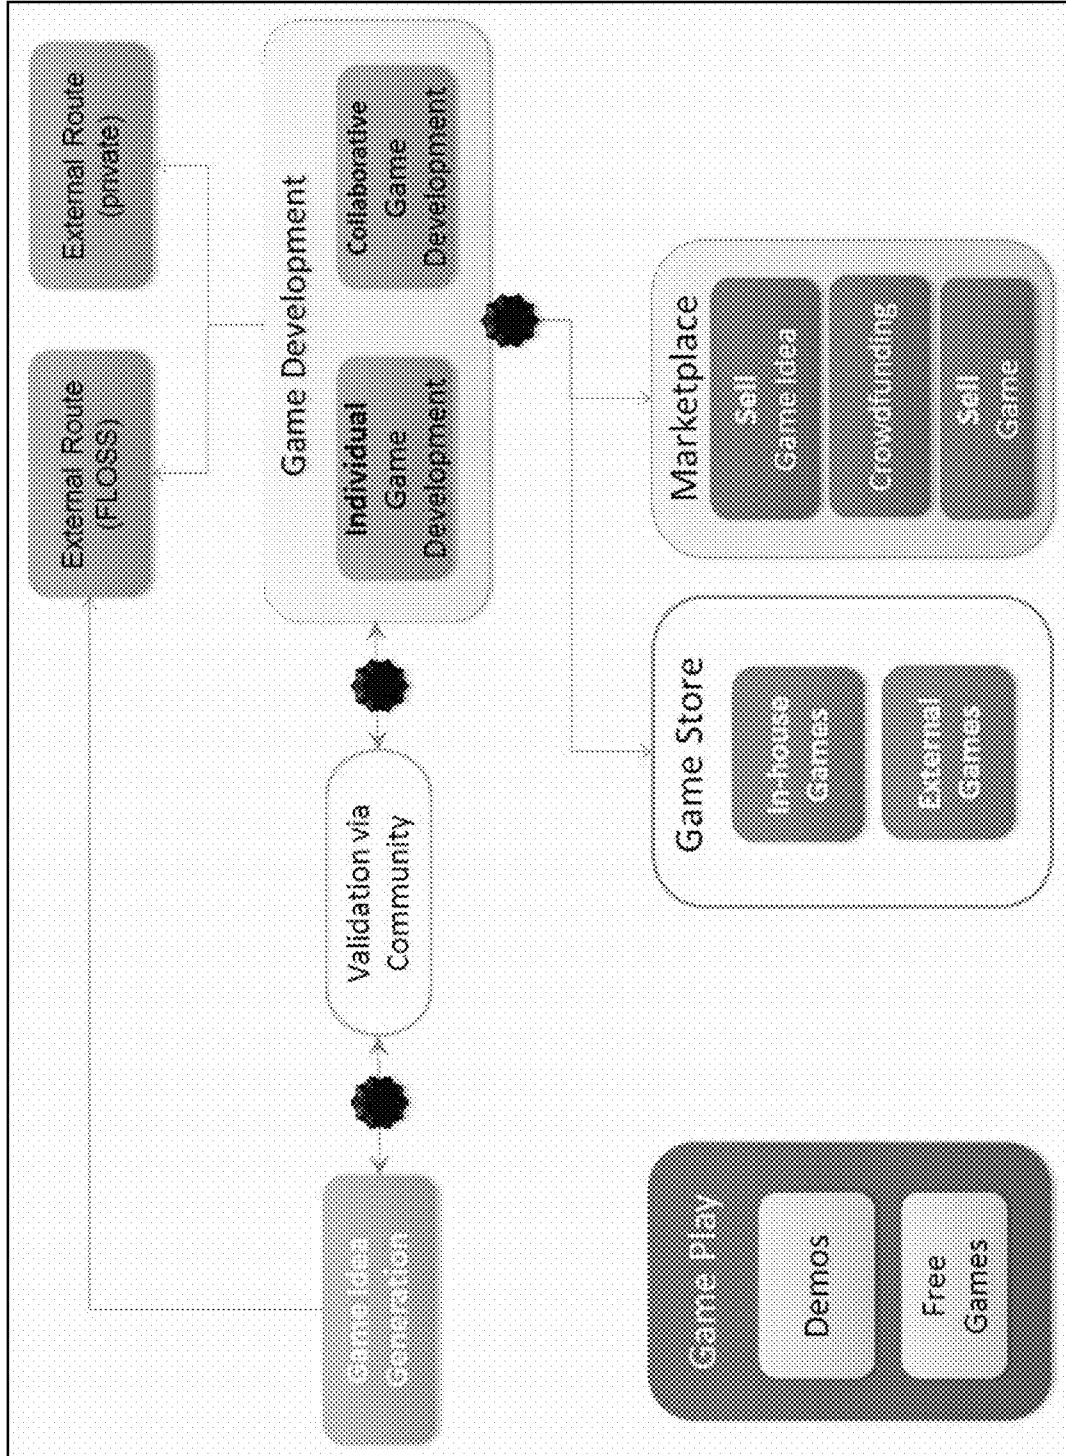 External Route
(FLOSS)
External Route
(private)
Game Idea
Generation
Validation via
Community
Game Development
Individual
Game
Development
Collaborative
Game
Development
Game Play
Demos
Free
Games
Game Store
In-house
Games
External
Games
Marketplace
Sell
Game Idea
Crowdfunding
Sell
Game